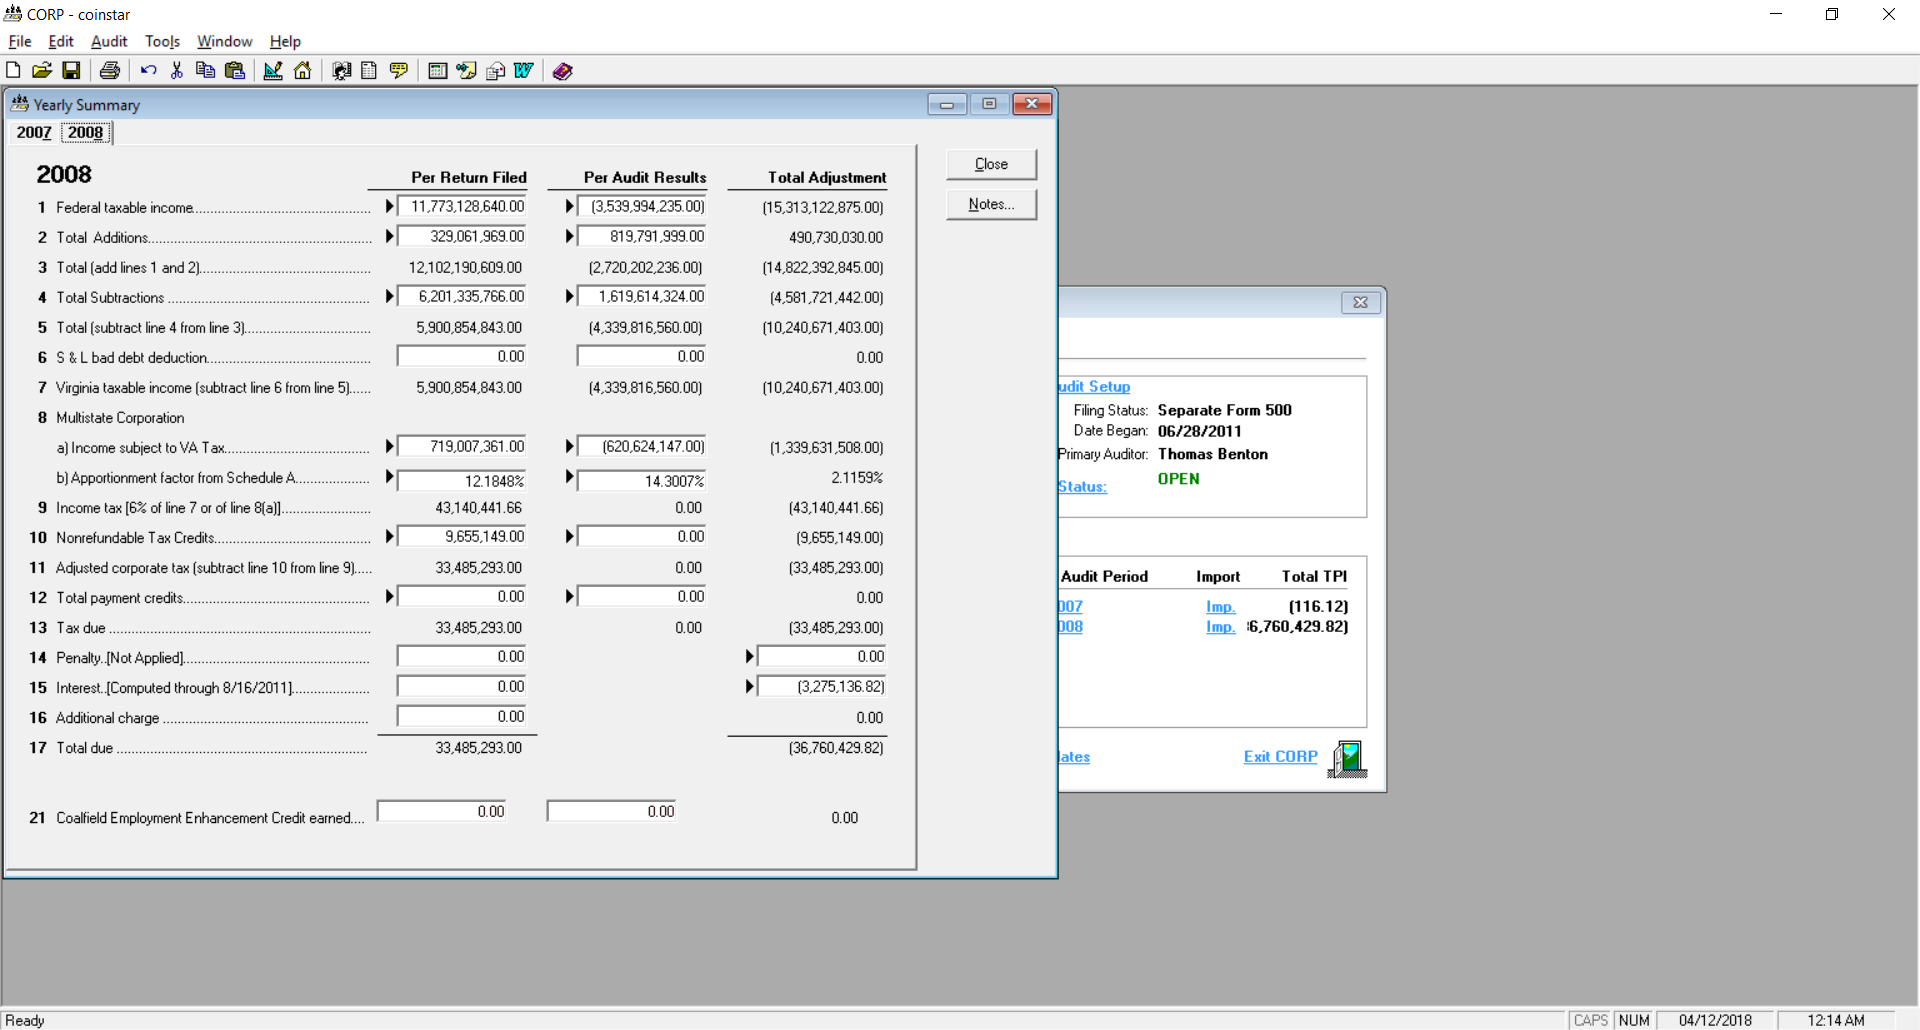 CORP - coinstar
File Edit Audit Tools Window Help
Yearly Summary
2007 2008
Close
Notes...
2008
Per Return Filed Per Audit Results Total Adjustment
1 Federal taxable income 11,773,128,640.00 (3,539,994,235.00) (15,313,122,875.00)
2 Total Additions 329,061,969.00 819,791,999.00 490,730,030.00
3 Total (add lines 1 and 2) 12,102,190,609.00 (2,720,202,236.00) (14,822,392,845.00)
4 Total Subtractions 6,201,335,766.00 1,619,614,324.00 (4,581,721,442.00)
5 Total (subtract line 4 from line 3) 5,900,854,843.00 (4,339,816,560.00) (10,240,671,403.00)
6 S & L bad debt deduction 0.00 0.00 0.00
7 Virginia taxable income (subtract line 6 from line 5) 5,900,854,843.00 (4,339,816,560.00) (10,240,671,403.00)
8 Multistate Corporation
a) Income subject to VA Tax 719,007,361.00 (620,624,147.00) (1,339,631,508.00)
b) Apportionment factor from Schedule A 12.1848% 14.3007% 2.1159%
9 Income tax [6% of line 7 or of line 8(a)] 43,140,441.66 0.00 (43,140,441.66)
10 Nonrefundable Tax Credits 9,655,149.00 0.00 (9,655,149.00)
11 Adjusted corporate tax (subtract line 10 from line 9) 33,485,293.00 0.00 (33,485,293.00)
12 Total payment credits 0.00 0.00 0.00
13 Tax due 33,485,293.00 0.00 (33,485,293.00)
14 Penalty..[Not Applied] 0.00 0.00
15 Interest..[Computed through 8/16/2011] 0.00 (3,275,136.82)
16 Additional charge 0.00 0.00
17 Total due 33,485,293.00 (36,760,429.82)
21 Coalfield Employment Enhancement Credit earned 0.00 0.00 0.00
udit Setup
Filing Status: Separate Form 500
Date Began: 06/28/2011
Primary Auditor: Thomas Benton
Status: OPEN
Audit Period Import Total TPI
007 Imp. (116.12)
008 Imp. 6,760,429.82)
lates Exit CORP
Ready CAPS NUM 04/12/2018 12:14 AM